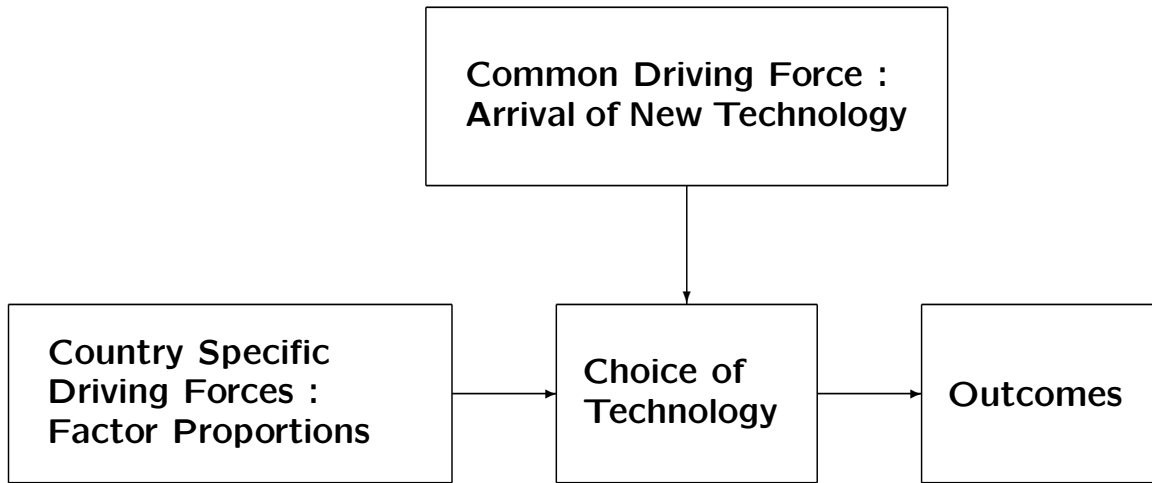 Common Driving Force :
Arrival of New Technology
Country Specific
Driving Forces :
Factor Proportions
Choice of
Technology
Outcomes